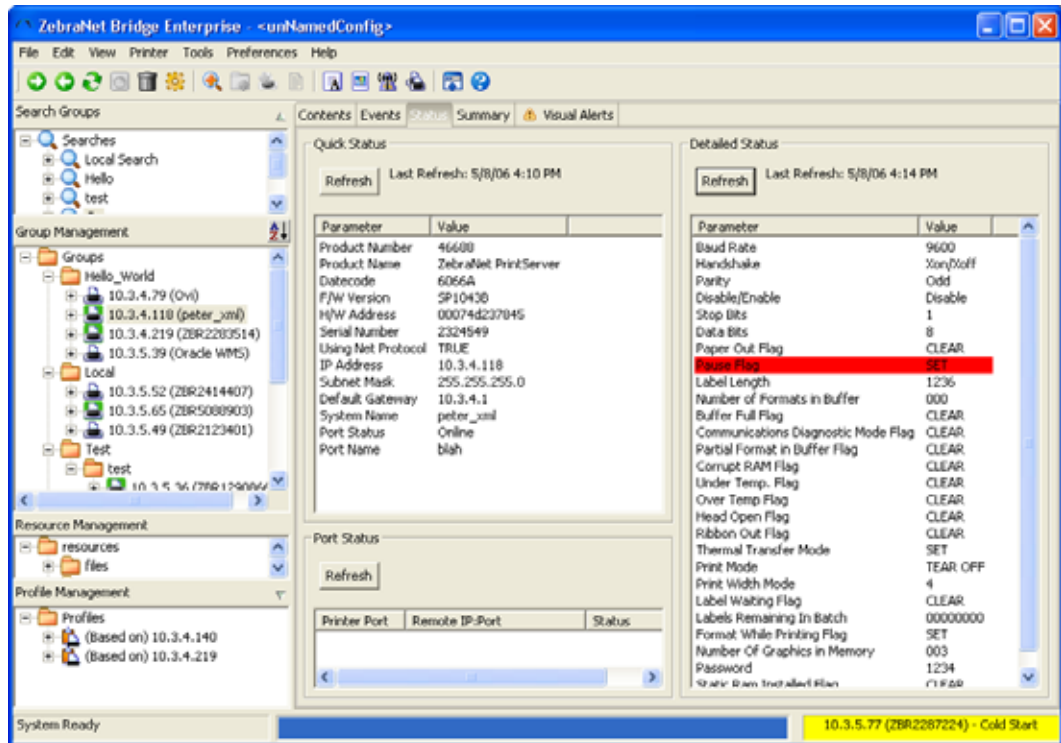 ZebraNet Bridge Enterprise - <unNamedConfig>
File Edit View Printer Tools Preferences Help
Search Groups
Searches
Local Search
Hello
test
Group Management
Groups
Hello_World
10.3.4.79 (Ovi)
10.3.4.118 (peter_xml)
10.3.4.219 (ZBR2283514)
10.3.5.39 (Oracle WMS)
Local
10.3.5.52 (ZBR2414407)
10.3.5.65 (ZBR5088903)
10.3.5.49 (ZBR2123401)
Test
test
10.3.5.36
Resource Management
resources
files
Profile Management
Profiles
(Based on) 10.3.4.140
(Based on) 10.3.4.219
Contents Events Status Summary Visual Alerts
Quick Status
Refresh Last Refresh: 5/8/06 4:10 PM
Parameter Value
Product Number 46688
Product Name ZebraNet PrintServer
Datecode 6066A
F/W Version SP1043B
H/W Address 00074d237845
Serial Number 2324549
Using Net Protocol TRUE
IP Address 10.3.4.118
Subnet Mask 255.255.255.0
Default Gateway 10.3.4.1
System Name peter_xml
Port Status Online
Port Name blah
Port Status
Refresh
Printer Port Remote IP:Port Status
Detailed Status
Refresh Last Refresh: 5/8/06 4:14 PM
Parameter Value
Baud Rate 9600
Handshake Xon/Xoff
Parity Odd
Disable/Enable Disable
Stop Bits 1
Data Bits 8
Paper Out Flag CLEAR
Pause Flag SET
Label Length 1236
Number of Formats in Buffer 000
Buffer Full Flag CLEAR
Communications Diagnostic Mode Flag CLEAR
Partial Format in Buffer Flag CLEAR
Corrupt RAM Flag CLEAR
Under Temp. Flag CLEAR
Over Temp Flag CLEAR
Head Open Flag CLEAR
Ribbon Out Flag CLEAR
Thermal Transfer Mode SET
Print Mode TEAR OFF
Print Width Mode 4
Label Waiting Flag CLEAR
Labels Remaining In Batch 00000000
Format While Printing Flag SET
Number Of Graphics in Memory 003
Password 1234
Static Ram Installed Flag CLEAR
System Ready
10.3.5.77 (ZBR2287224) - Cold Start